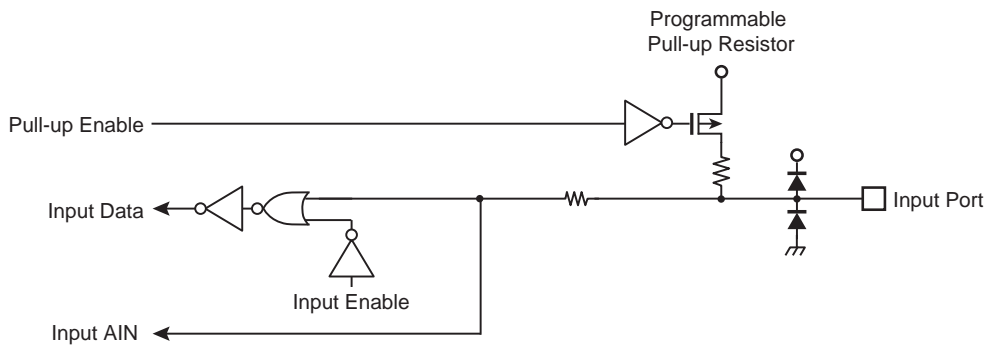 Programmable
Pull-up Resistor
Pull-up Enable
Input Data
Input Port
Input Enable
Input AIN